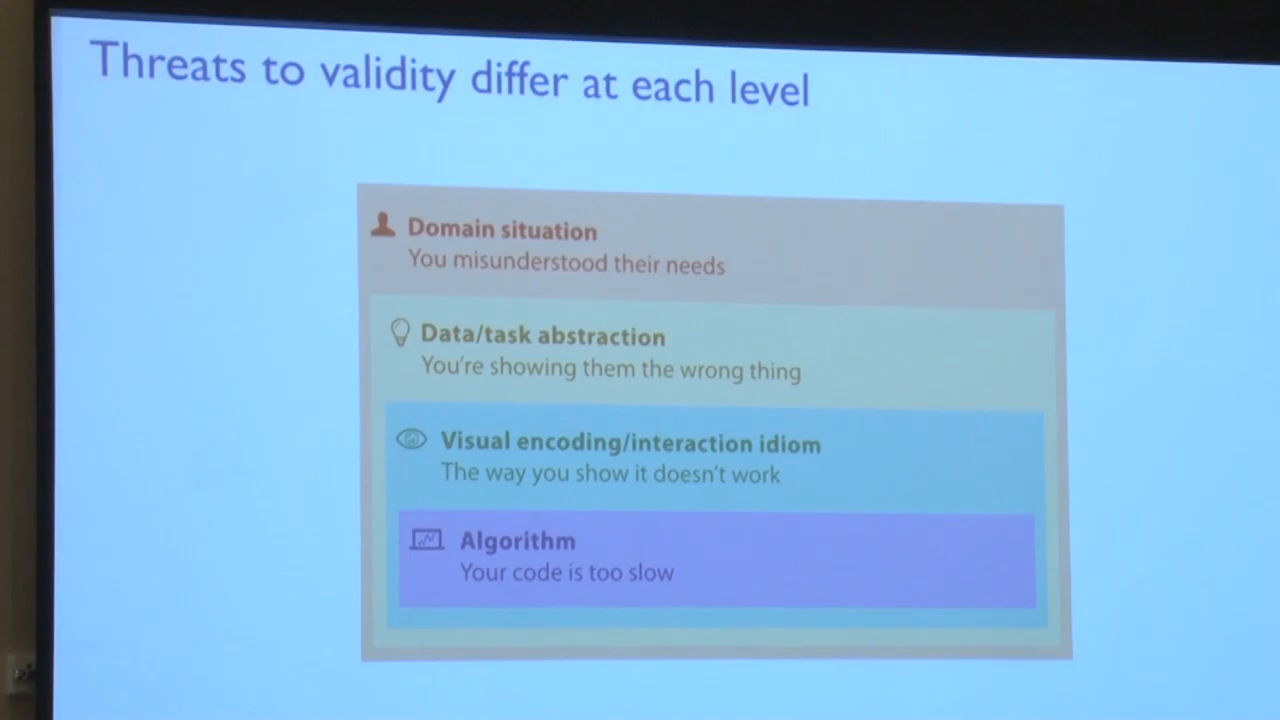 Threats to validity differ at each level
Domain situation
You misunderstood their needs
Data/task abstraction
You're showing them the wrong thing
Visual encoding/interaction idiom
The way you show it doesn't work
Algorithm
Your code is too slow